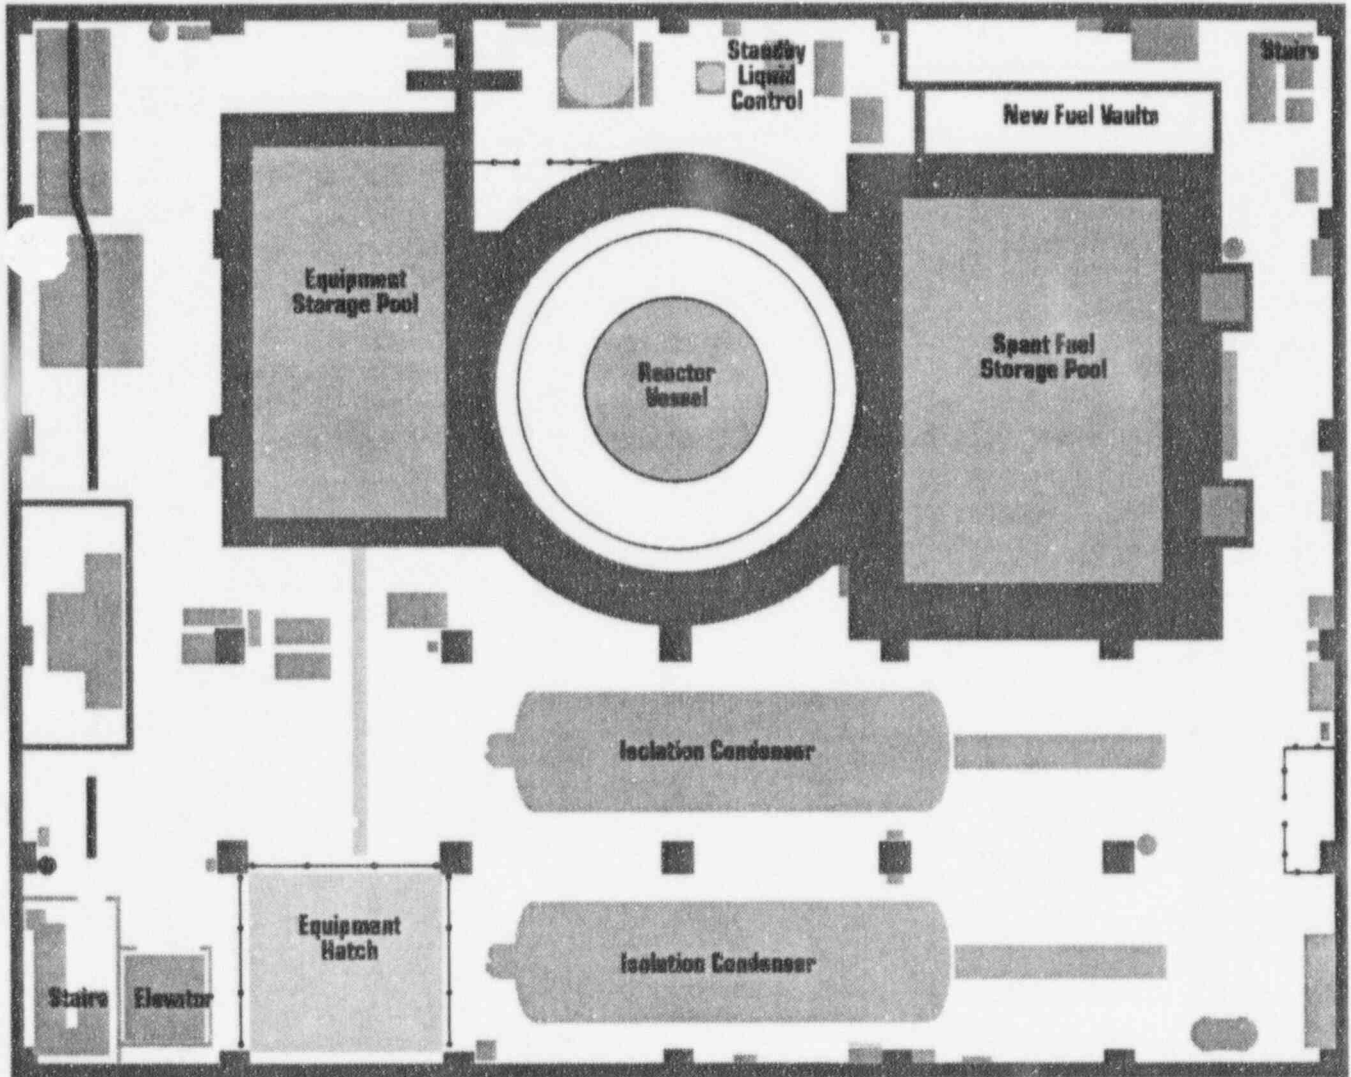 Standby
Liquid
Control
Stairs
New Fuel Vaults
Equipment
Storage Pool
Reactor
Vessel
Spent Fuel
Storage Pool
Isolation Condenser
Equipment
Hatch
Isolation Condenser
Stairs
Elevator